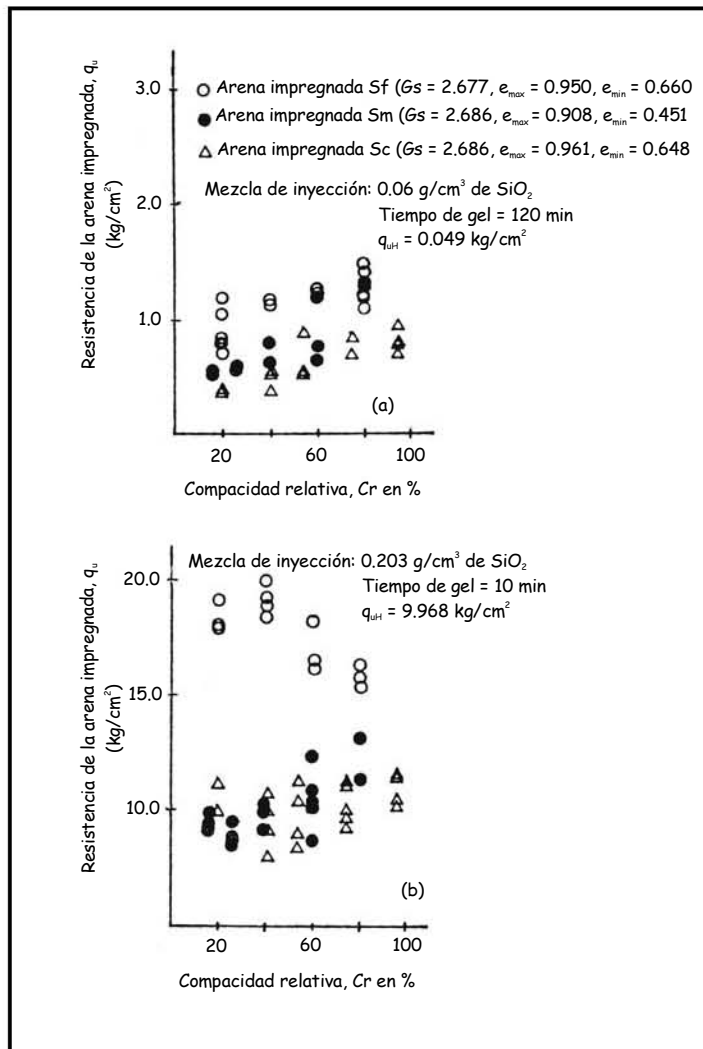 Resistencia de la arena impregnada, qᵤ
(kg/cm²)
3.0
2.0
1.0
Arena impregnada Sf (Gs = 2.677, eₘₐₓ = 0.950, eₘᵢₙ = 0.660
Arena impregnada Sm (Gs = 2.686, eₘₐₓ = 0.908, eₘᵢₙ = 0.451
Arena impregnada Sc (Gs = 2.686, eₘₐₓ = 0.961, eₘᵢₙ = 0.648
Mezcla de inyección: 0.06 g/cm³ de SiO₂
Tiempo de gel = 120 min
q_uH = 0.049 kg/cm²
(a)
20 60 100
Compacidad relativa, Cr en %
Resistencia de la arena impregnada, qᵤ
(kg/cm²)
20.0
15.0
10.0
Mezcla de inyección: 0.203 g/cm³ de SiO₂
Tiempo de gel = 10 min
q_uH = 9.968 kg/cm²
(b)
20 60 100
Compacidad relativa, Cr en %